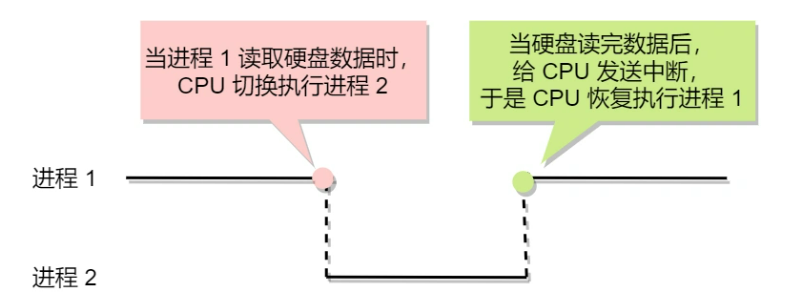 当进程 1 读取硬盘数据时，
CPU 切换执行进程 2
当硬盘读完数据后，
给 CPU 发送中断，
于是 CPU 恢复执行进程 1
进程 1
进程 2